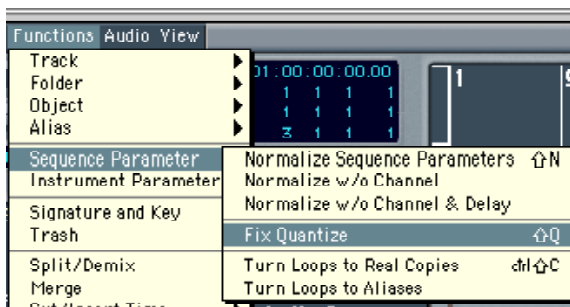 Functions Audio View
Track
Folder
Object
Alias
Sequence Parameter
Instrument Parameter
Signature and Key
Trash
Split/Demix
Merge
01:00:00:00.00
1 1 1 1
1 1 1 1
3 1 1 1
1
Normalize Sequence Parameters ⇧N
Normalize w/o Channel
Normalize w/o Channel & Delay
Fix Quantize ⇧Q
Turn Loops to Real Copies ctrl⇧C
Turn Loops to Aliases